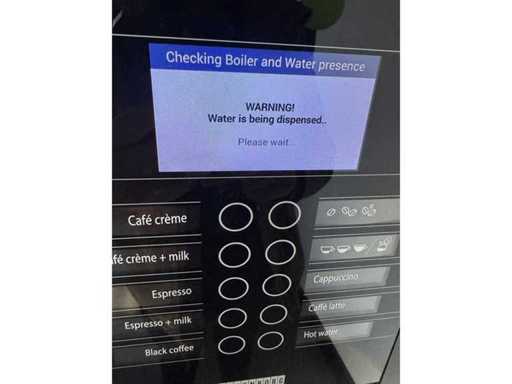 Checking Boiler and Water presence
WARNING!
Water is being dispensed..
Please wait...
Café crème
fé crème + milk
Espresso
Cappuccino
Espresso + milk
Caffè latte
Black coffee
Hot water